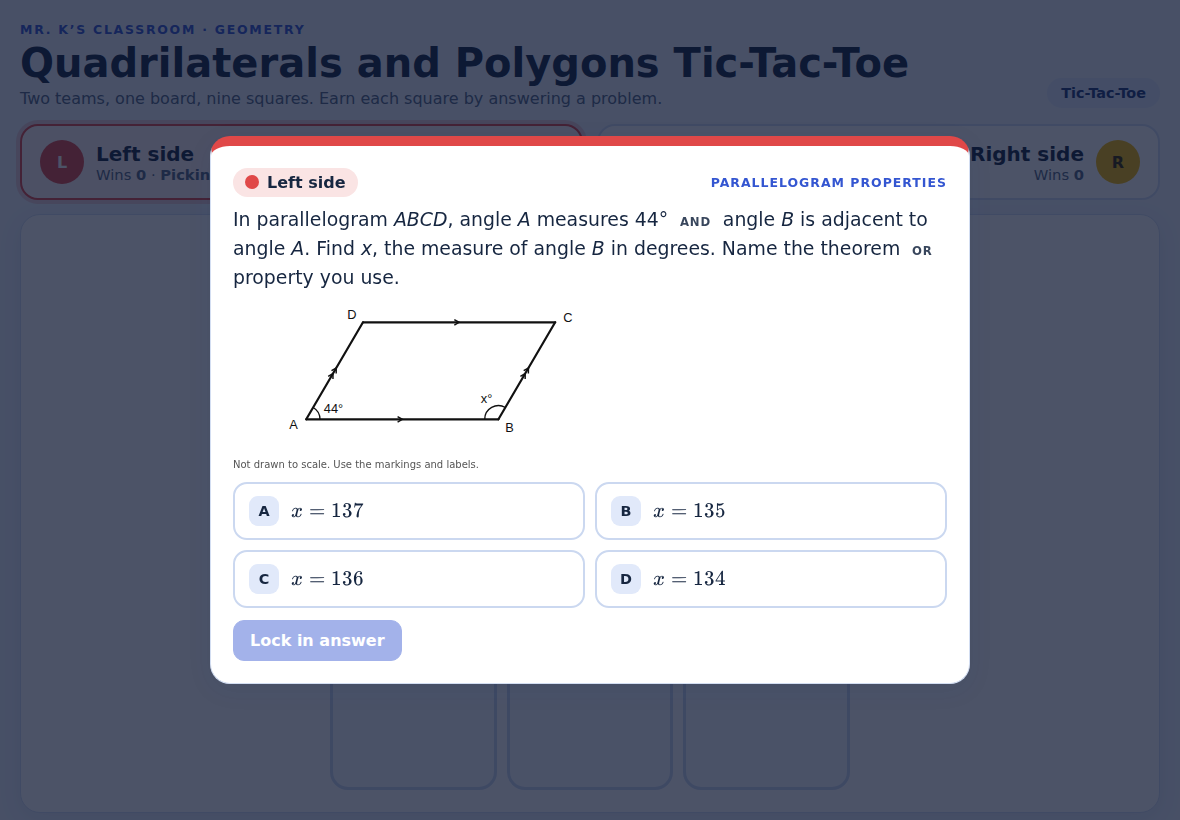 MR. K’S CLASSROOM · GEOMETRY
Quadrilaterals and Polygons Tic-Tac-Toe
Two teams, one board, nine squares. Earn each square by answering a problem.
Tic-Tac-Toe
L
Left side
Wins 0 ·
Right side
Wins 0
R
Left side
PARALLELOGRAM PROPERTIES
In parallelogram ABCD, angle A measures 44° AND angle B is adjacent to
angle A. Find x, the measure of angle B in degrees. Name the theorem OR
property you use.
D
C
44°
x°
A
B
Not drawn to scale. Use the markings and labels.
A x = 137
B x = 135
C x = 136
D x = 134
Lock in answer